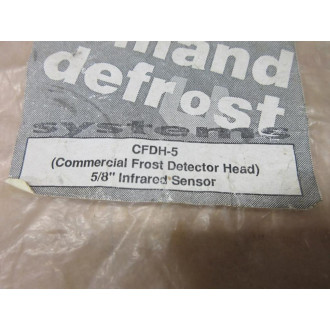 mand
defrost
systems
CFDH-5
(Commercial Frost Detector Head)
5/8" Infrared Sensor